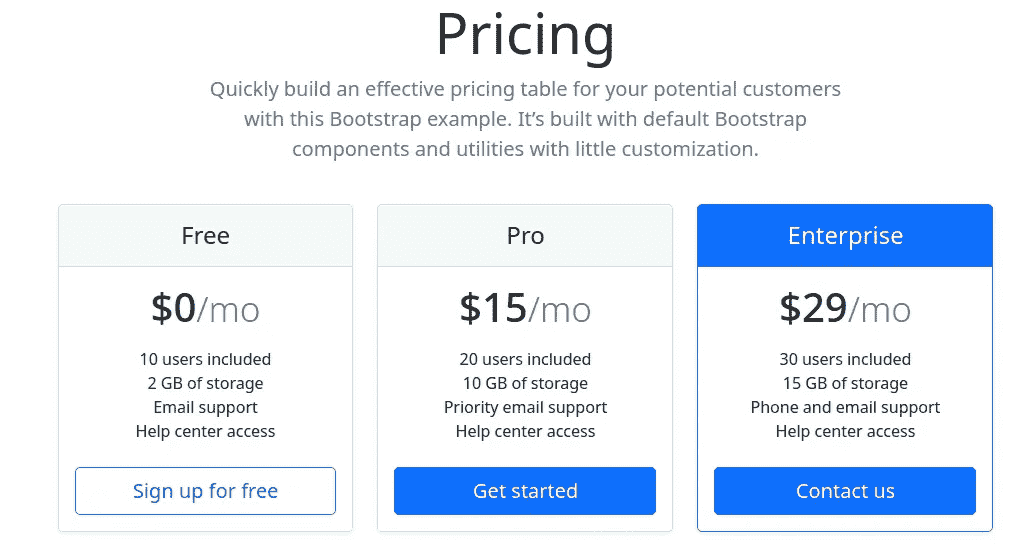 Pricing
Quickly build an effective pricing table for your potential customers
with this Bootstrap example. It’s built with default Bootstrap
components and utilities with little customization.
Free
$0/mo
10 users included
2 GB of storage
Email support
Help center access
Sign up for free
Pro
$15/mo
20 users included
10 GB of storage
Priority email support
Help center access
Get started
Enterprise
$29/mo
30 users included
15 GB of storage
Phone and email support
Help center access
Contact us